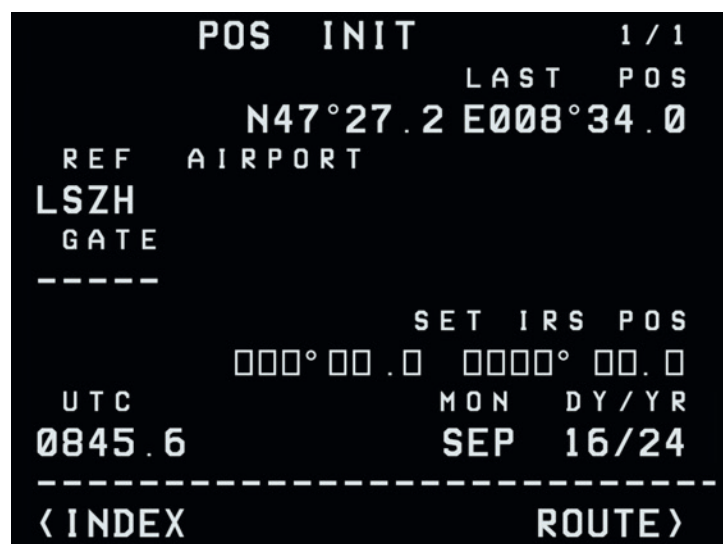 POS INIT 1/1
LAST POS
N47°27.2 E008°34.0
REF AIRPORT
LSZH
GATE
-----
SET IRS POS
□□□°□□.□ □□□□°□□.□
UTC MON DY/YR
0845.6 SEP 16/24
------------------------------
<INDEX ROUTE>